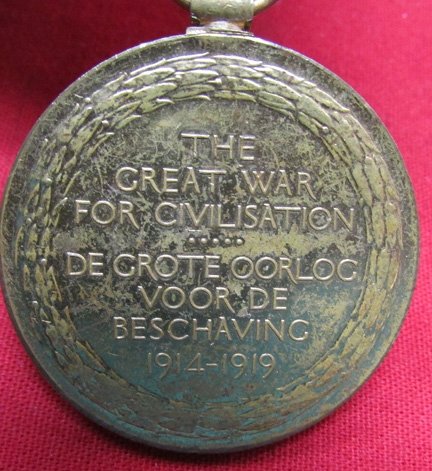 THE
GREAT WAR
FOR CIVILISATION
.....
DE GROTE OORLOG
VOOR DE
BESCHAVING
1914-1919